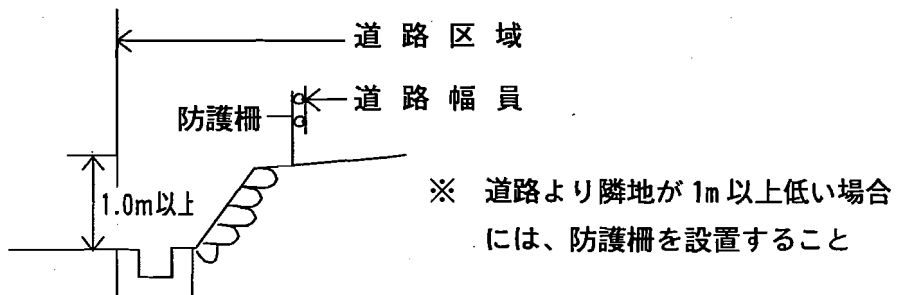 道路区域
道路幅員
防護柵
1.0m以上
※ 道路より隣地が1m以上低い場合
には、防護柵を設置すること